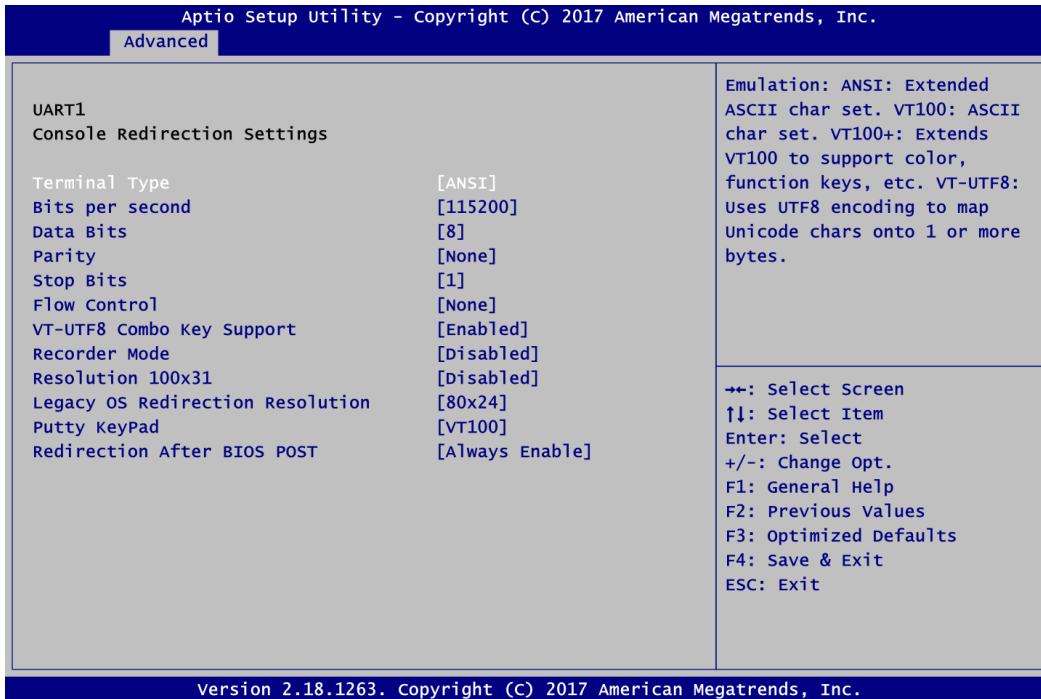 Aptio Setup Utility - Copyright (C) 2017 American Megatrends, Inc.
Advanced
UART1
Console Redirection Settings
Terminal Type [ANSI]
Bits per second [115200]
Data Bits [8]
Parity [None]
Stop Bits [1]
Flow Control [None]
VT-UTF8 Combo Key Support [Enabled]
Recorder Mode [Disabled]
Resolution 100x31 [Disabled]
Legacy OS Redirection Resolution [80x24]
Putty KeyPad [VT100]
Redirection After BIOS POST [Always Enable]
Emulation: ANSI: Extended
ASCII char set. VT100: ASCII
char set. VT100+: Extends
VT100 to support color,
function keys, etc. VT-UTF8:
Uses UTF8 encoding to map
Unicode chars onto 1 or more
bytes.
→←: Select Screen
↑↓: Select Item
Enter: Select
+/-: Change Opt.
F1: General Help
F2: Previous Values
F3: Optimized Defaults
F4: Save & Exit
ESC: Exit
Version 2.18.1263. Copyright (C) 2017 American Megatrends, Inc.